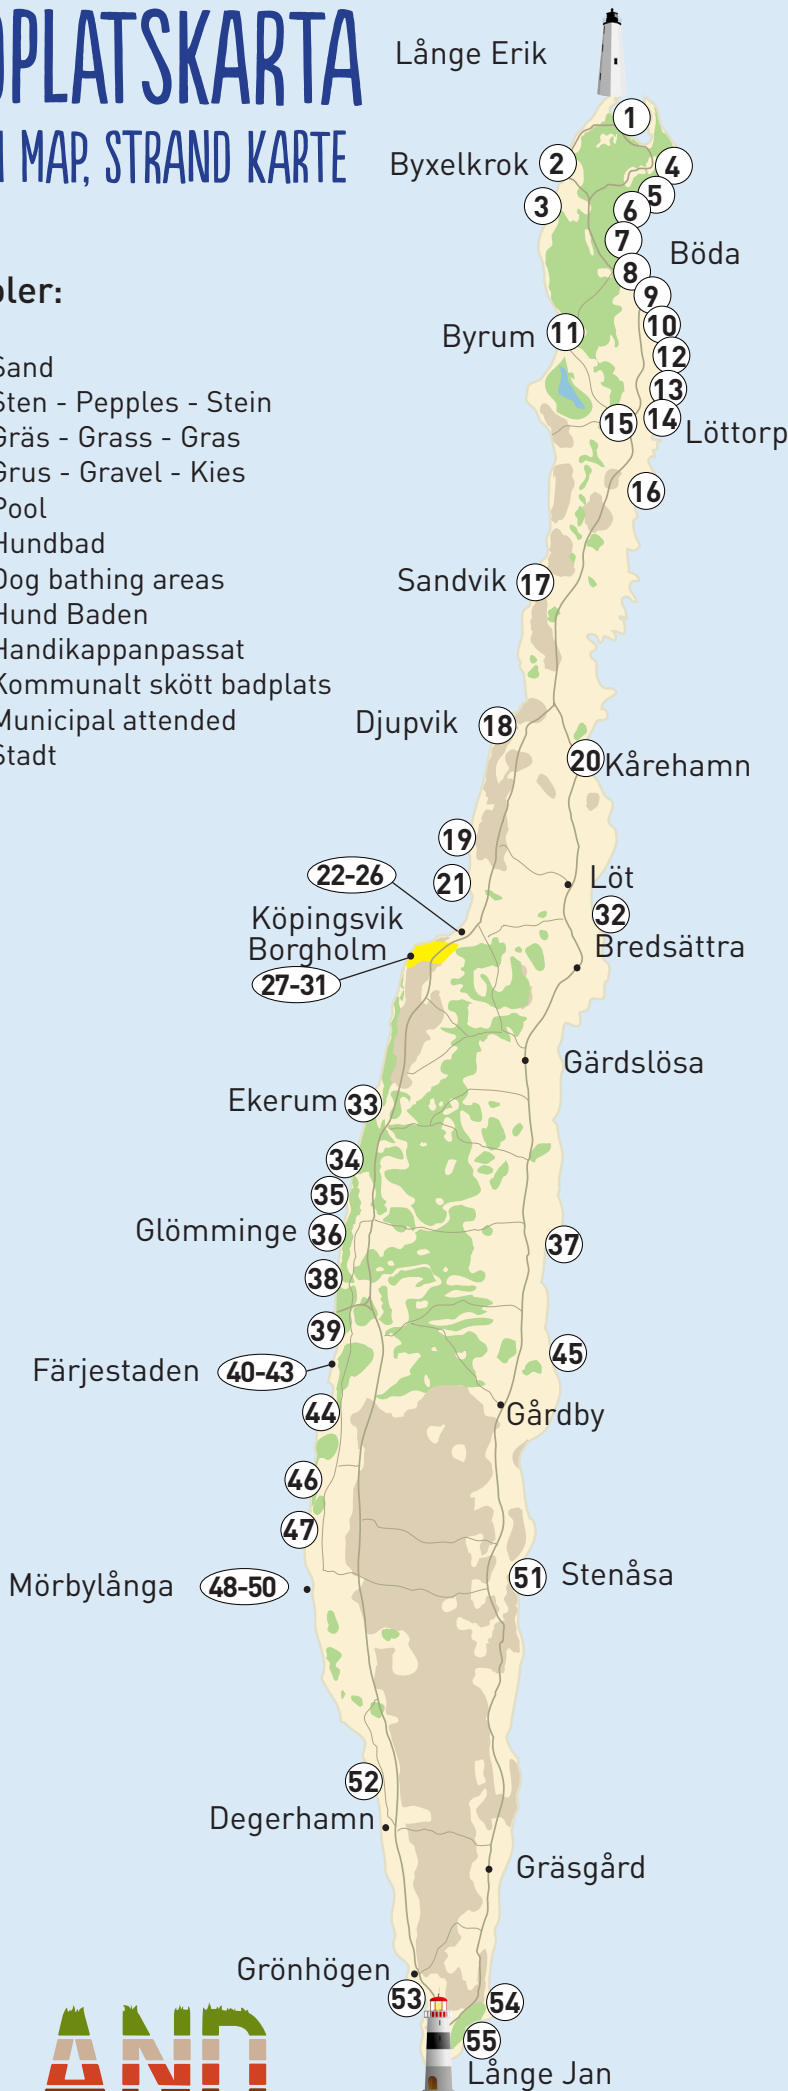 DPLATSKARTA
MAP, STRAND KARTE
oler:
Sand
Sten - Pepples - Stein
Gräs - Grass - Gras
Grus - Gravel - Kies
Pool
Hundbad
Dog bathing areas
Hund Baden
Handikappanpassat
Kommunalt skött badplats
Municipal attended
Stadt
Långe Erik
1
Byxelkrok
2
4
3
5
6
7
Böda
8
9
10
Byrum
11
12
13
14
15
Löttorp
16
Sandvik
17
Djupvik
18
20
Kårehamn
19
22-26
21
Löt
Köpingsvik
32
Borgholm
Bredsättra
27-31
Gärdslösa
Ekerum
33
34
35
Glömminge
36
37
38
39
45
Färjestaden
40-43
44
Gårdby
46
47
Mörbylånga
48-50
51
Stenåsa
52
Degerhamn
Gräsgård
Grönhögen
53
54
55
AND
Långe Jan